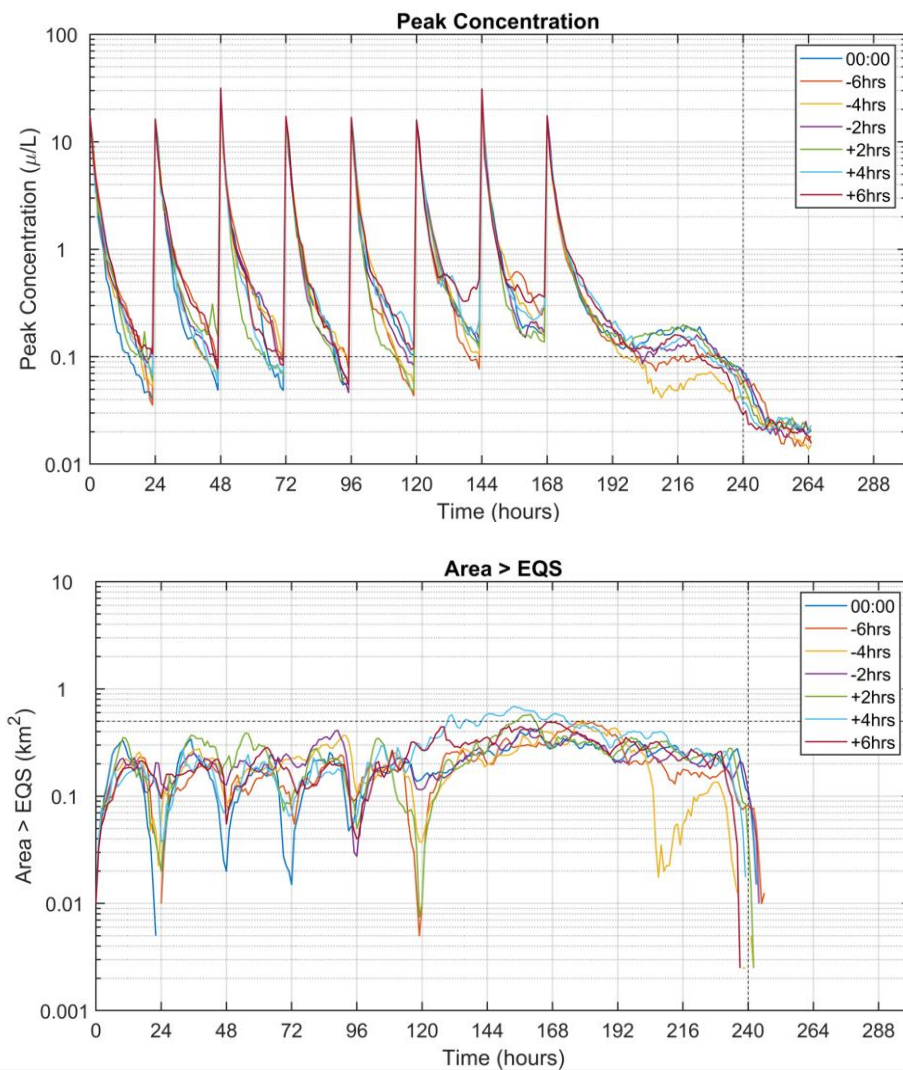 Peak Concentration
100
10
1
0.1
0.01
Peak Concentration (μ/L)
0 24 48 72 96 120 144 168 192 216 240 264 288
Time (hours)
00:00
-6hrs
-4hrs
-2hrs
+2hrs
+4hrs
+6hrs
Area > EQS
10
1
0.1
0.01
0.001
Area > EQS (km²)
0 24 48 72 96 120 144 168 192 216 240 264 288
Time (hours)
00:00
-6hrs
-4hrs
-2hrs
+2hrs
+4hrs
+6hrs